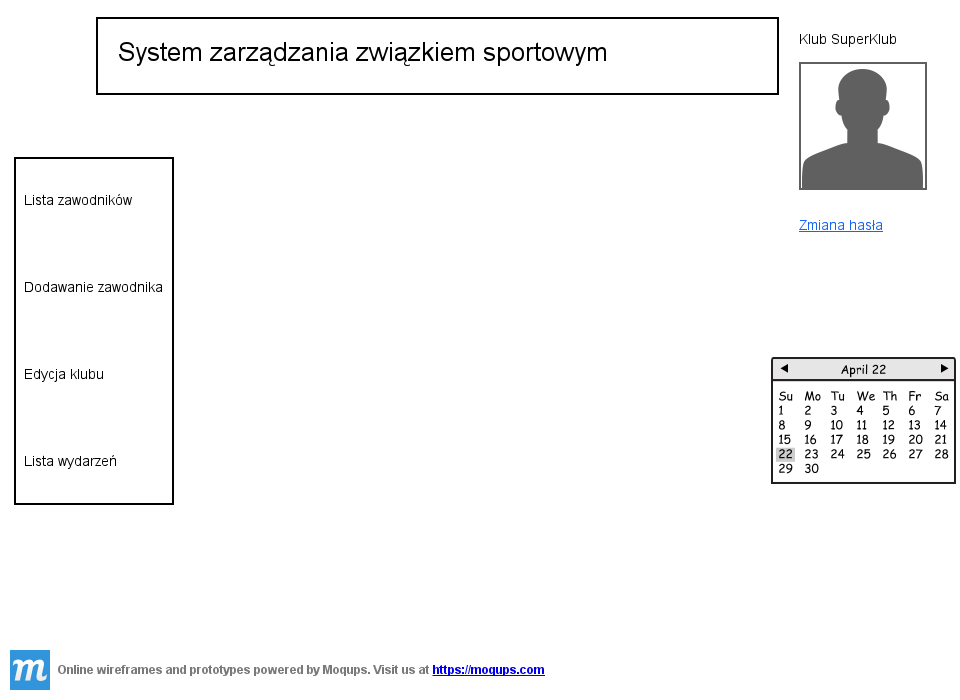 System zarządzania związkiem sportowym
Klub SuperKlub
Zmiana hasła
Lista zawodników
Dodawanie zawodnika
Edycja klubu
Lista wydarzeń
April 22
Su Mo Tu We Th Fr Sa
1 2 3 4 5 6 7
8 9 10 11 12 13 14
15 16 17 18 19 20 21
22 23 24 25 26 27 28
29 30
m Online wireframes and prototypes powered by Moqups. Visit us at https://moqups.com